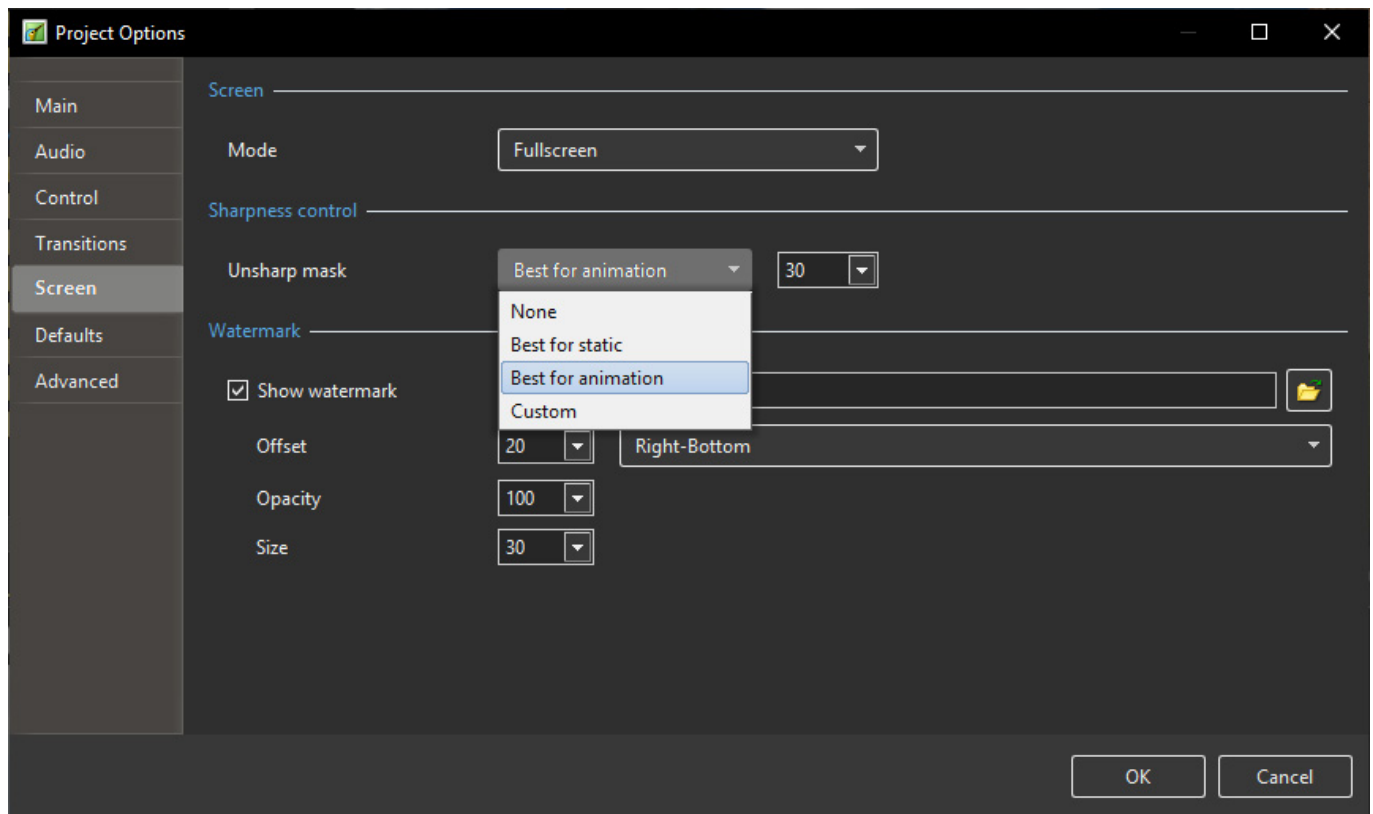 Project Options
Main
Audio
Control
Transitions
Screen
Defaults
Advanced
Screen
Mode Fullscreen
Sharpness control
Unsharp mask Best for animation 30
None
Best for static
Best for animation
Custom
Watermark
Show watermark
Offset 20 Right-Bottom
Opacity 100
Size 30
OK Cancel